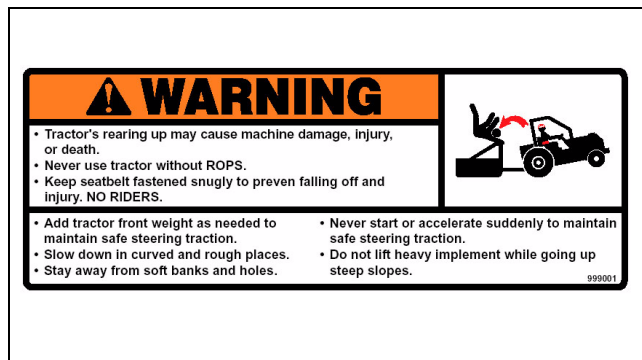 WARNING
• Tractor's rearing up may cause machine damage, injury,
or death.
• Never use tractor without ROPS.
• Keep seatbelt fastened snugly to preven falling off and
injury. NO RIDERS.
• Add tractor front weight as needed to
maintain safe steering traction.
• Slow down in curved and rough places.
• Stay away from soft banks and holes.
• Never start or accelerate suddenly to maintain
safe steering traction.
• Do not lift heavy implement while going up
steep slopes.
999001